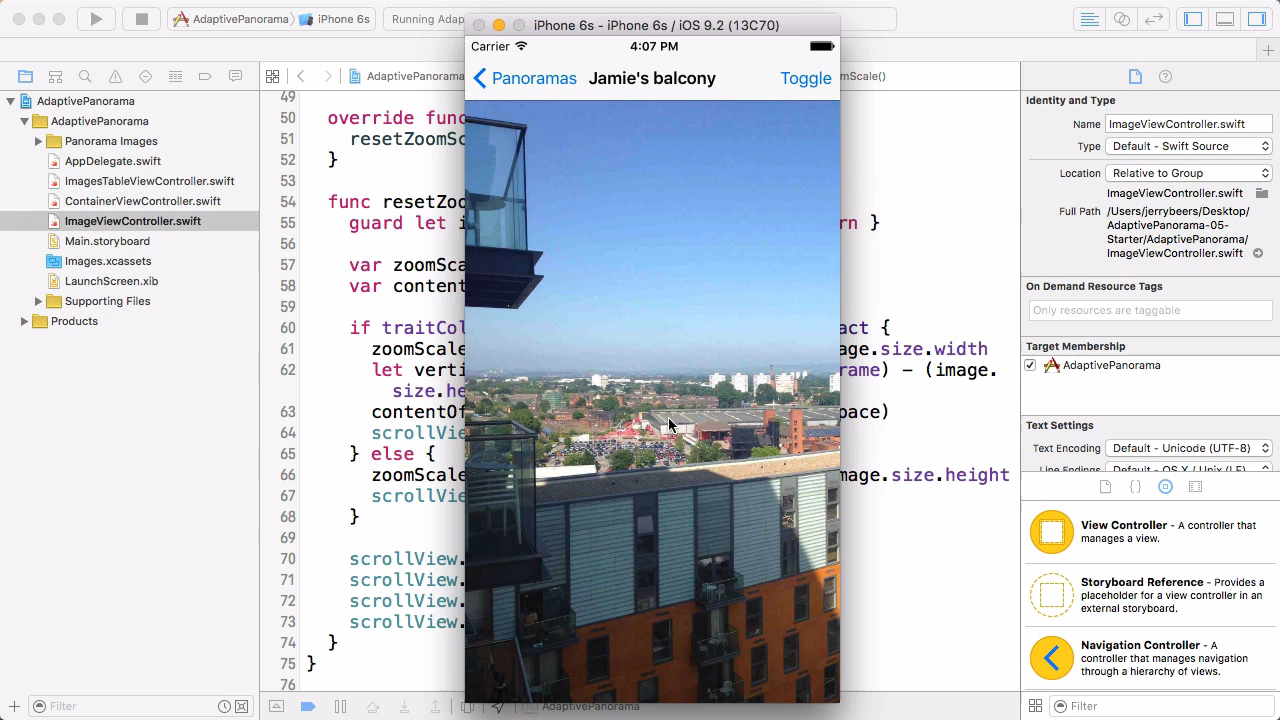 AdaptivePanorama
iPhone 6s
Running Adap
iPhone 6s - iPhone 6s / iOS 9.2 (13C70)
Carrier
4:07 PM
Panoramas
Jamie's balcony
Toggle
AdaptivePanorama
mScale()
AdaptivePanorama
AdaptivePanorama
Panorama Images
AppDelegate.swift
ImagesTableViewController.swift
ContainerViewController.swift
ImageViewController.swift
Main.storyboard
Images.xcassets
LaunchScreen.xib
Supporting Files
Products
Filter
49
50 override func
51 resetZoomSc
52 }
53
54 func resetZoo
55 guard let i rn }
56
57 var zoomSca
58 var content
59
60 if traitCol act {
61 zoomScale age.size.width
62 let verti rame) - (image.
size.he
63 contentOf pace)
64 scrollVie
65 } else {
66 zoomScale mage.size.height
67 scrollVie
68 }
69
70 scrollView.
71 scrollView.
72 scrollView.
73 scrollView.
74 }
75 }
76
AdaptivePanorama
Identity and Type
Name ImageViewController.swift
Type Default - Swift Source
Location Relative to Group
ImageViewController.swift
Full Path /Users/jerrybeers/Desktop/
AdaptivePanorama-05-
Starter/AdaptivePanorama/
ImageViewController.swift
On Demand Resource Tags
Only resources are taggable
Target Membership
AdaptivePanorama
Text Settings
Text Encoding Default - Unicode (UTF-8)
Line Endings Default - OS X / Unix (LF)
View Controller - A controller that
manages a view.
Storyboard Reference - Provides a
placeholder for a view controller in an
external storyboard.
Navigation Controller - A
controller that manages navigation
through a hierarchy of views.
Filter